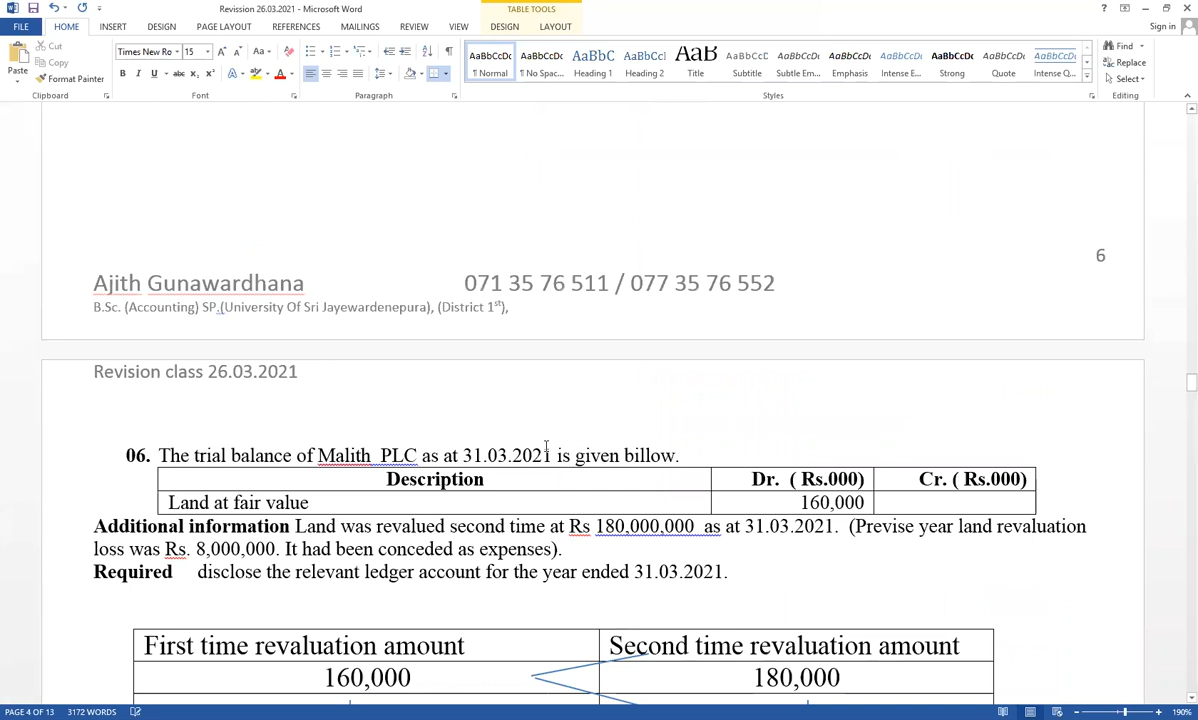 Revission 26.03.2021 - Microsoft Word
TABLE TOOLS
Sign in
FILE HOME INSERT DESIGN PAGE LAYOUT REFERENCES MAILINGS REVIEW VIEW DESIGN LAYOUT
Paste
Cut
Copy
Format Painter
Clipboard
Times New Ro 15
Font
Paragraph
AaBbCcDc AaBbCcDc AaBbC AaBbCcl AaB AaBbCcC AaBbCcDc AaBbCcDc AaBbCcDc AaBbCcDc AaBbCcDc AaBbCcDc
¶ Normal ¶ No Spac... Heading 1 Heading 2 Title Subtitle Subtle Em... Emphasis Intense E... Strong Quote Intense Q...
Styles
Find
Replace
Select
Editing
6
Ajith Gunawardhana 071 35 76 511 / 077 35 76 552
B.Sc. (Accounting) SP.(University Of Sri Jayewardenepura), (District 1st),
Revision class 26.03.2021
06. The trial balance of Malith PLC as at 31.03.2021 is given billow.
Description Dr. ( Rs.000) Cr. ( Rs.000)
Land at fair value 160,000
Additional information Land was revalued second time at Rs 180,000,000 as at 31.03.2021. (Previse year land revaluation
loss was Rs. 8,000,000. It had been conceded as expenses).
Required disclose the relevant ledger account for the year ended 31.03.2021.
First time revaluation amount Second time revaluation amount
160,000 180,000
PAGE 4 OF 13 3172 WORDS 190%